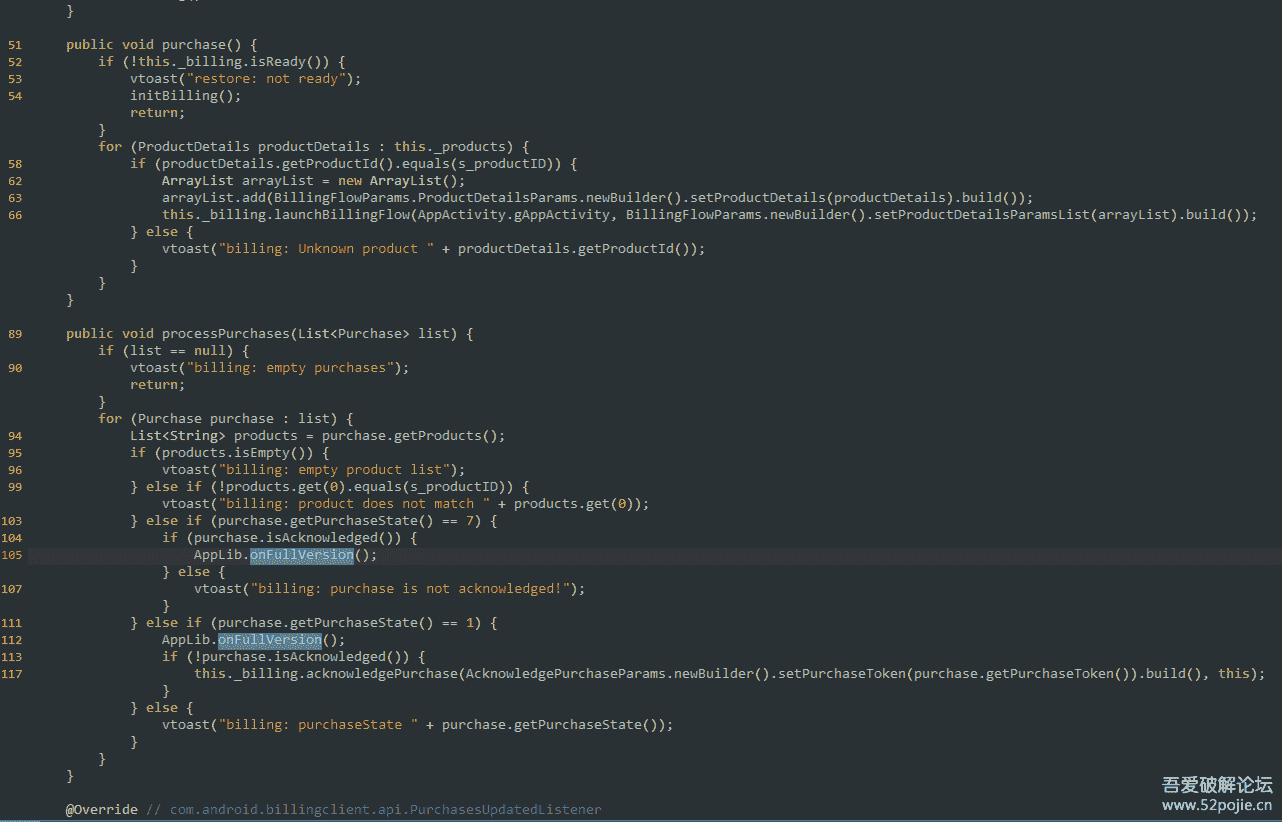 }

51    public void purchase() {
52        if (!this._billing.isReady()) {
53            vtoast("restore: not ready");
54            initBilling();
            return;
        }
        for (ProductDetails productDetails : this._products) {
58            if (productDetails.getProductId().equals(s_productID)) {
62                ArrayList arrayList = new ArrayList();
63                arrayList.add(BillingFlowParams.ProductDetailsParams.newBuilder().setProductDetails(productDetails).build());
66                this._billing.launchBillingFlow(AppActivity.gAppActivity, BillingFlowParams.newBuilder().setProductDetailsParamsList(arrayList).build());
            } else {
                vtoast("billing: Unknown product " + productDetails.getProductId());
            }
        }
    }

89    public void processPurchases(List<Purchase> list) {
        if (list == null) {
90            vtoast("billing: empty purchases");
            return;
        }
        for (Purchase purchase : list) {
94            List<String> products = purchase.getProducts();
95            if (products.isEmpty()) {
96                vtoast("billing: empty product list");
99            } else if (!products.get(0).equals(s_productID)) {
                vtoast("billing: product does not match " + products.get(0));
103            } else if (purchase.getPurchaseState() == 7) {
104                if (purchase.isAcknowledged()) {
105                    AppLib.onFullVersion();
                } else {
107                    vtoast("billing: purchase is not acknowledged!");
                }
111            } else if (purchase.getPurchaseState() == 1) {
112                AppLib.onFullVersion();
113                if (!purchase.isAcknowledged()) {
117                    this._billing.acknowledgePurchase(AcknowledgePurchaseParams.newBuilder().setPurchaseToken(purchase.getPurchaseToken()).build(), this);
                }
            } else {
                vtoast("billing: purchaseState " + purchase.getPurchaseState());
            }
        }
    }

    @Override // com.android.billingclient.api.PurchasesUpdatedListener
吾爱破解论坛
www.52pojie.cn